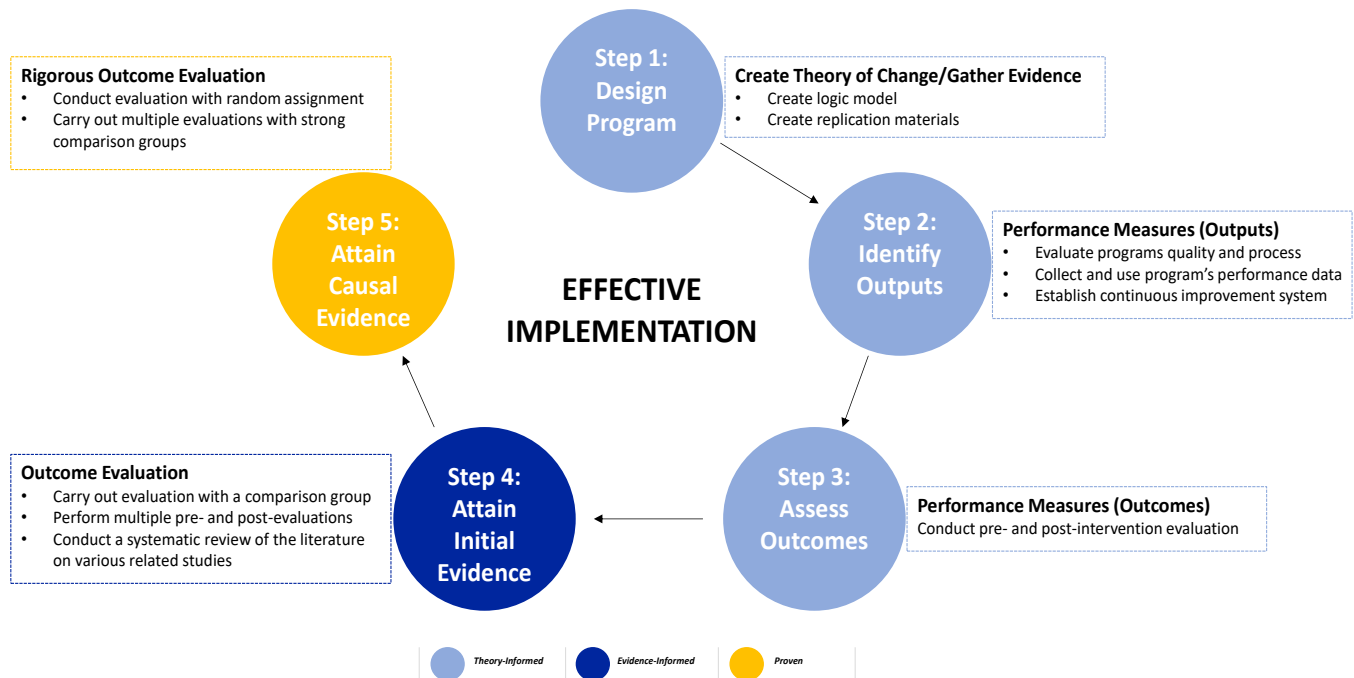 Step 1:
Design
Program
Create Theory of Change/Gather Evidence
• Create logic model
• Create replication materials
Step 2:
Identify
Outputs
Performance Measures (Outputs)
• Evaluate programs quality and process
• Collect and use program's performance data
• Establish continuous improvement system
Step 3:
Assess
Outcomes
Performance Measures (Outcomes)
Conduct pre- and post-intervention evaluation
Step 4:
Attain
Initial
Evidence
Outcome Evaluation
• Carry out evaluation with a comparison group
• Perform multiple pre- and post-evaluations
• Conduct a systematic review of the literature
on various related studies
Step 5:
Attain
Causal
Evidence
Rigorous Outcome Evaluation
• Conduct evaluation with random assignment
• Carry out multiple evaluations with strong
comparison groups
EFFECTIVE
IMPLEMENTATION
Theory-Informed
Evidence-Informed
Proven